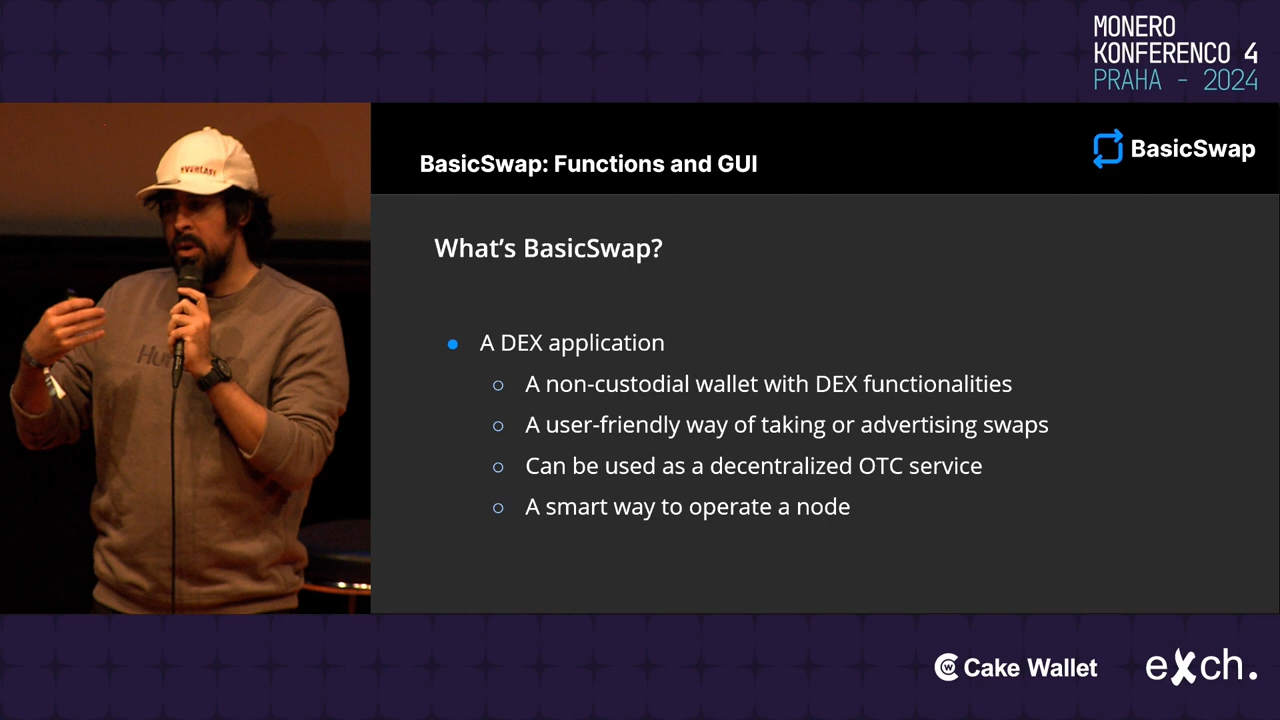 MONERO
KONFERENCO 4
PRAHA - 2024
BasicSwap: Functions and GUI
BasicSwap
What's BasicSwap?
A DEX application
A non-custodial wallet with DEX functionalities
A user-friendly way of taking or advertising swaps
Can be used as a decentralized OTC service
A smart way to operate a node
EVERLAST
Cake Wallet
eXch.